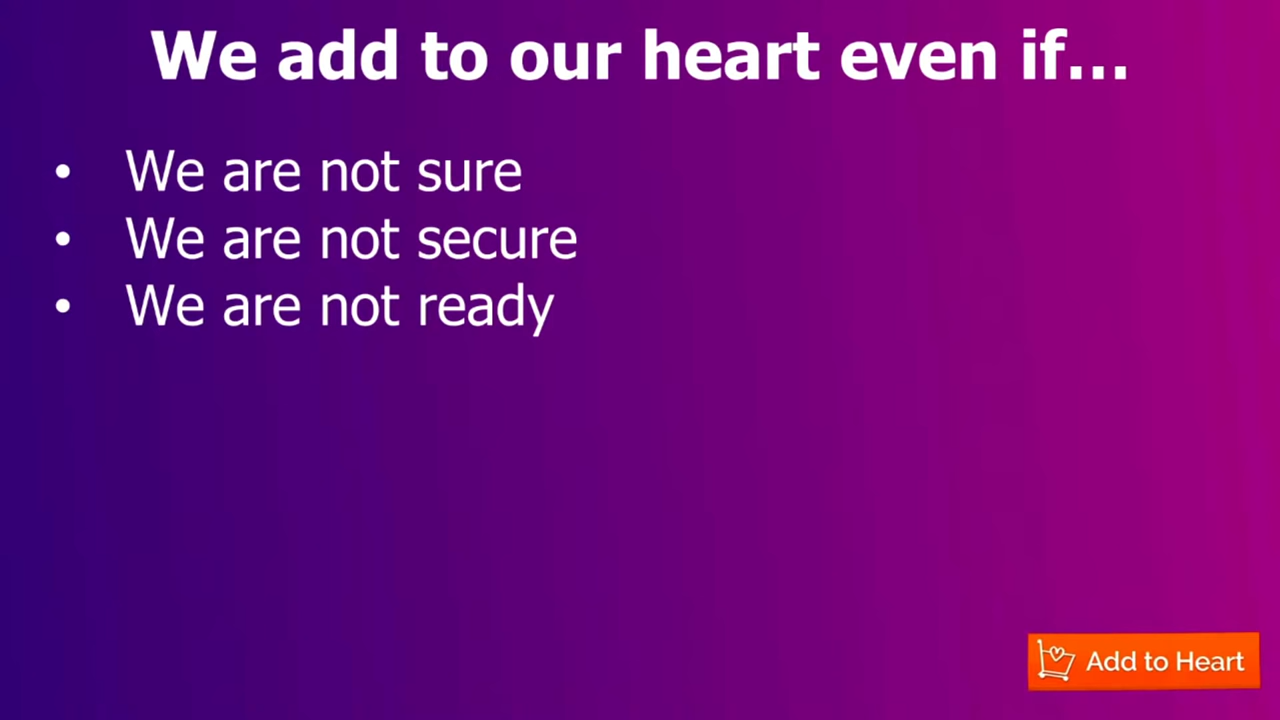 We add to our heart even if...
• We are not sure
• We are not secure
• We are not ready
Add to Heart